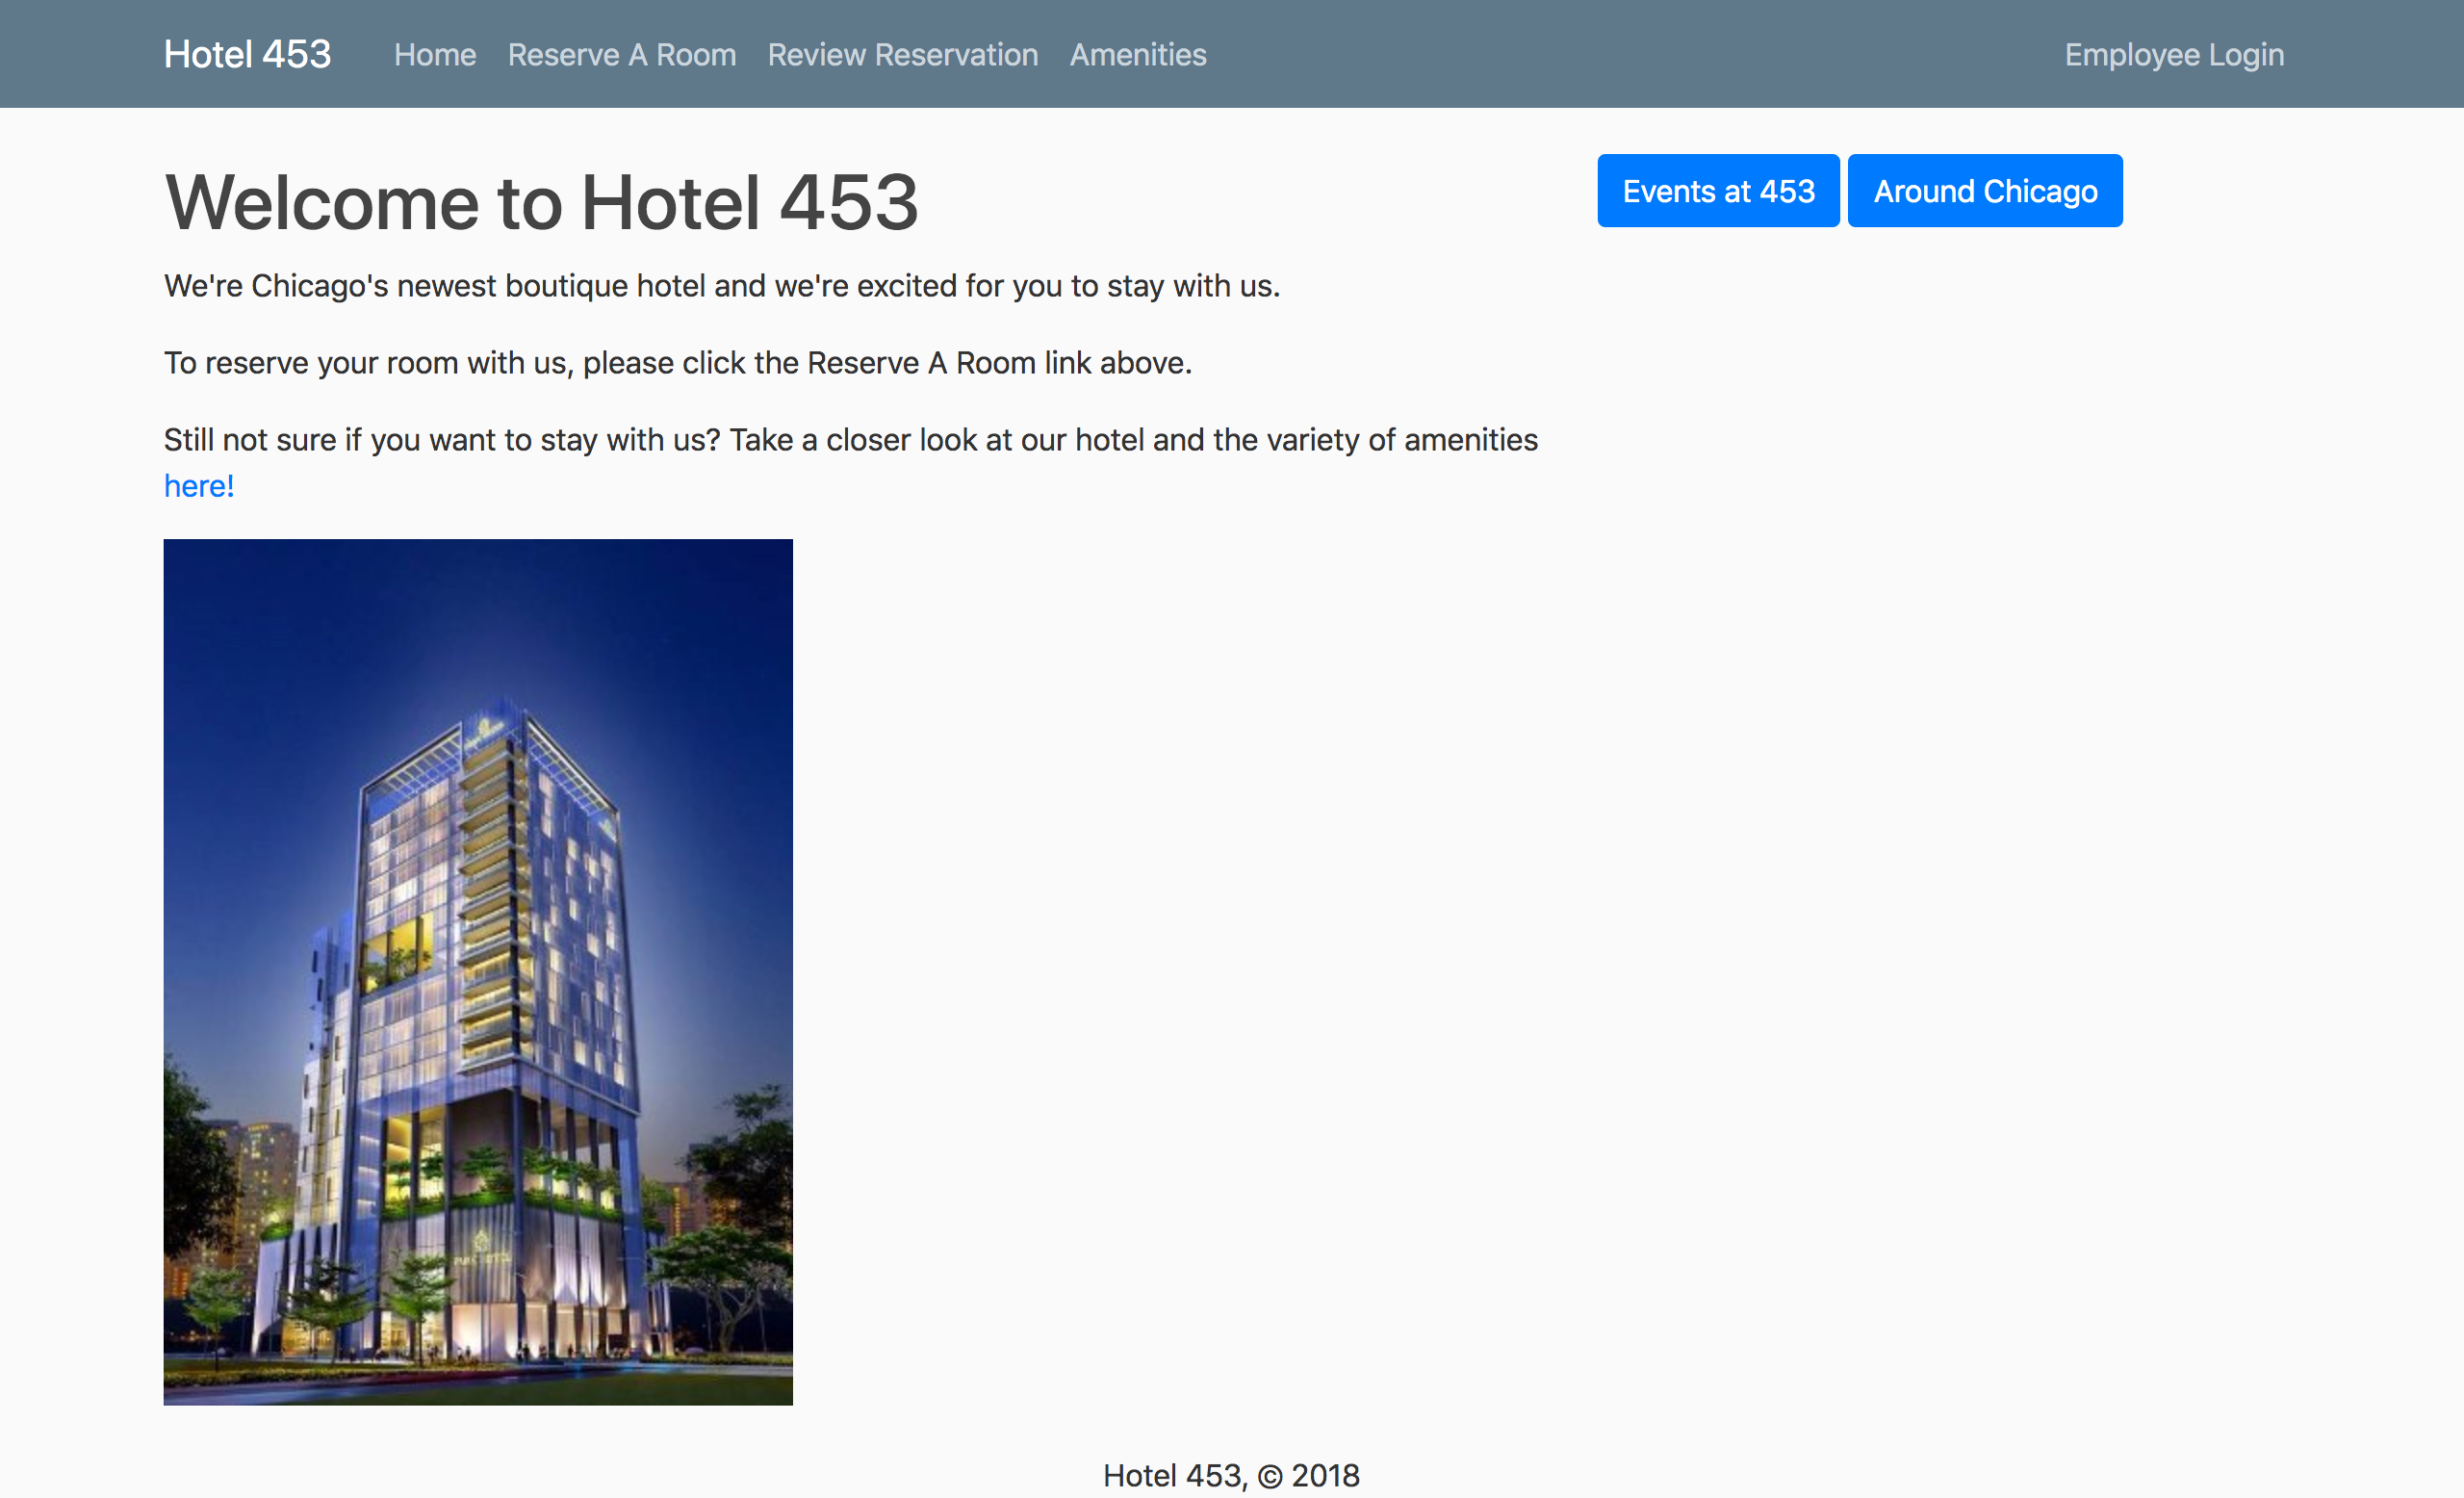 Hotel 453 Home Reserve A Room Review Reservation Amenities Employee Login
Welcome to Hotel 453
Events at 453 Around Chicago
We're Chicago's newest boutique hotel and we're excited for you to stay with us.
To reserve your room with us, please click the Reserve A Room link above.
Still not sure if you want to stay with us? Take a closer look at our hotel and the variety of amenities
here!
Hotel 453, © 2018